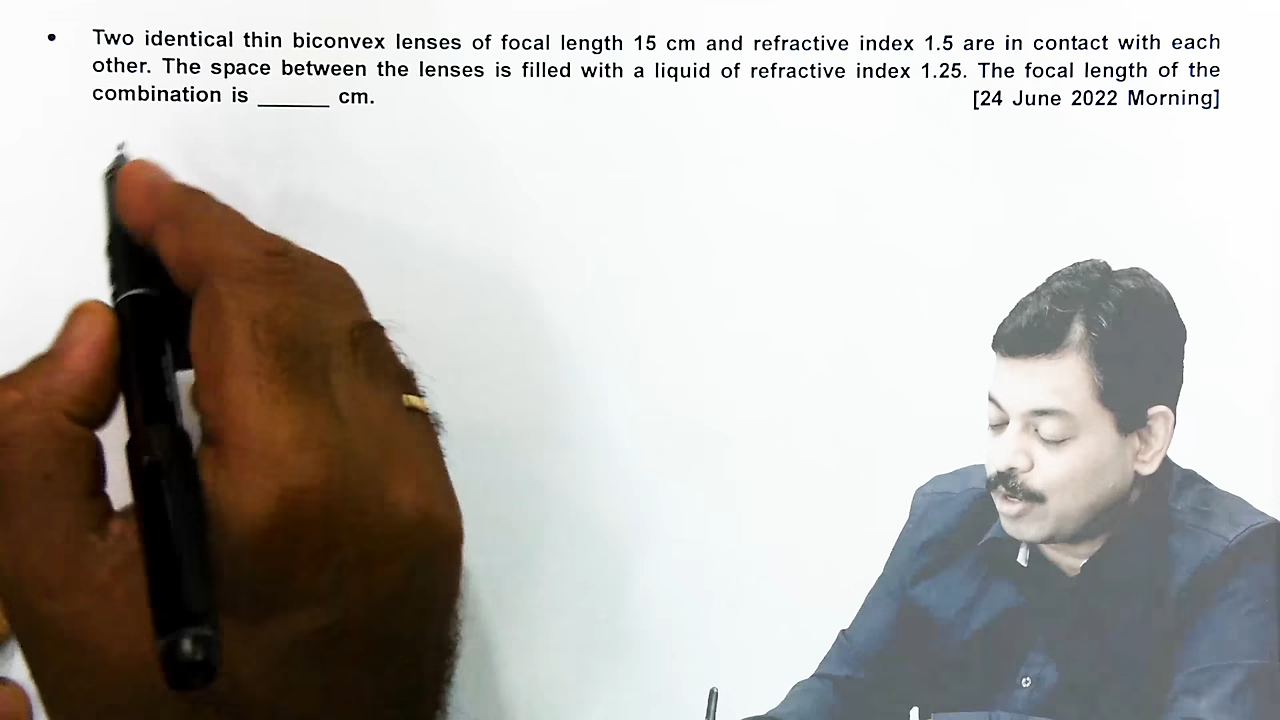 • Two identical thin biconvex lenses of focal length 15 cm and refractive index 1.5 are in contact with each
other. The space between the lenses is filled with a liquid of refractive index 1.25. The focal length of the
combination is ______ cm. [24 June 2022 Morning]